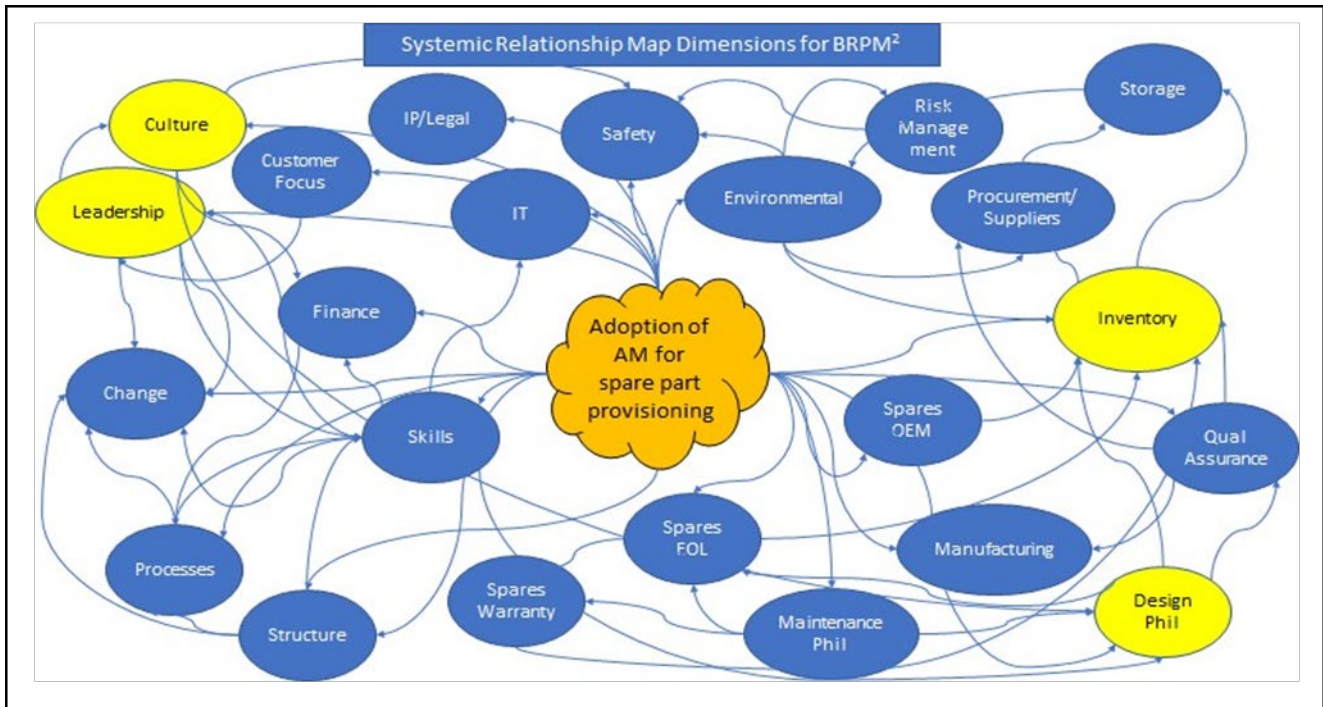 Systemic Relationship Map Dimensions for BRPM²
Culture
IP/Legal
Safety
Risk
Manage
ment
Storage
Customer
Focus
Leadership
IT
Environmental
Procurement/
Suppliers
Finance
Adoption of
AM for
spare part
provisioning
Inventory
Change
Skills
Spares
OEM
Qual
Assurance
Processes
Spares
EOL
Manufacturing
Structure
Spares
Warranty
Maintenance
Phil
Design
Phil